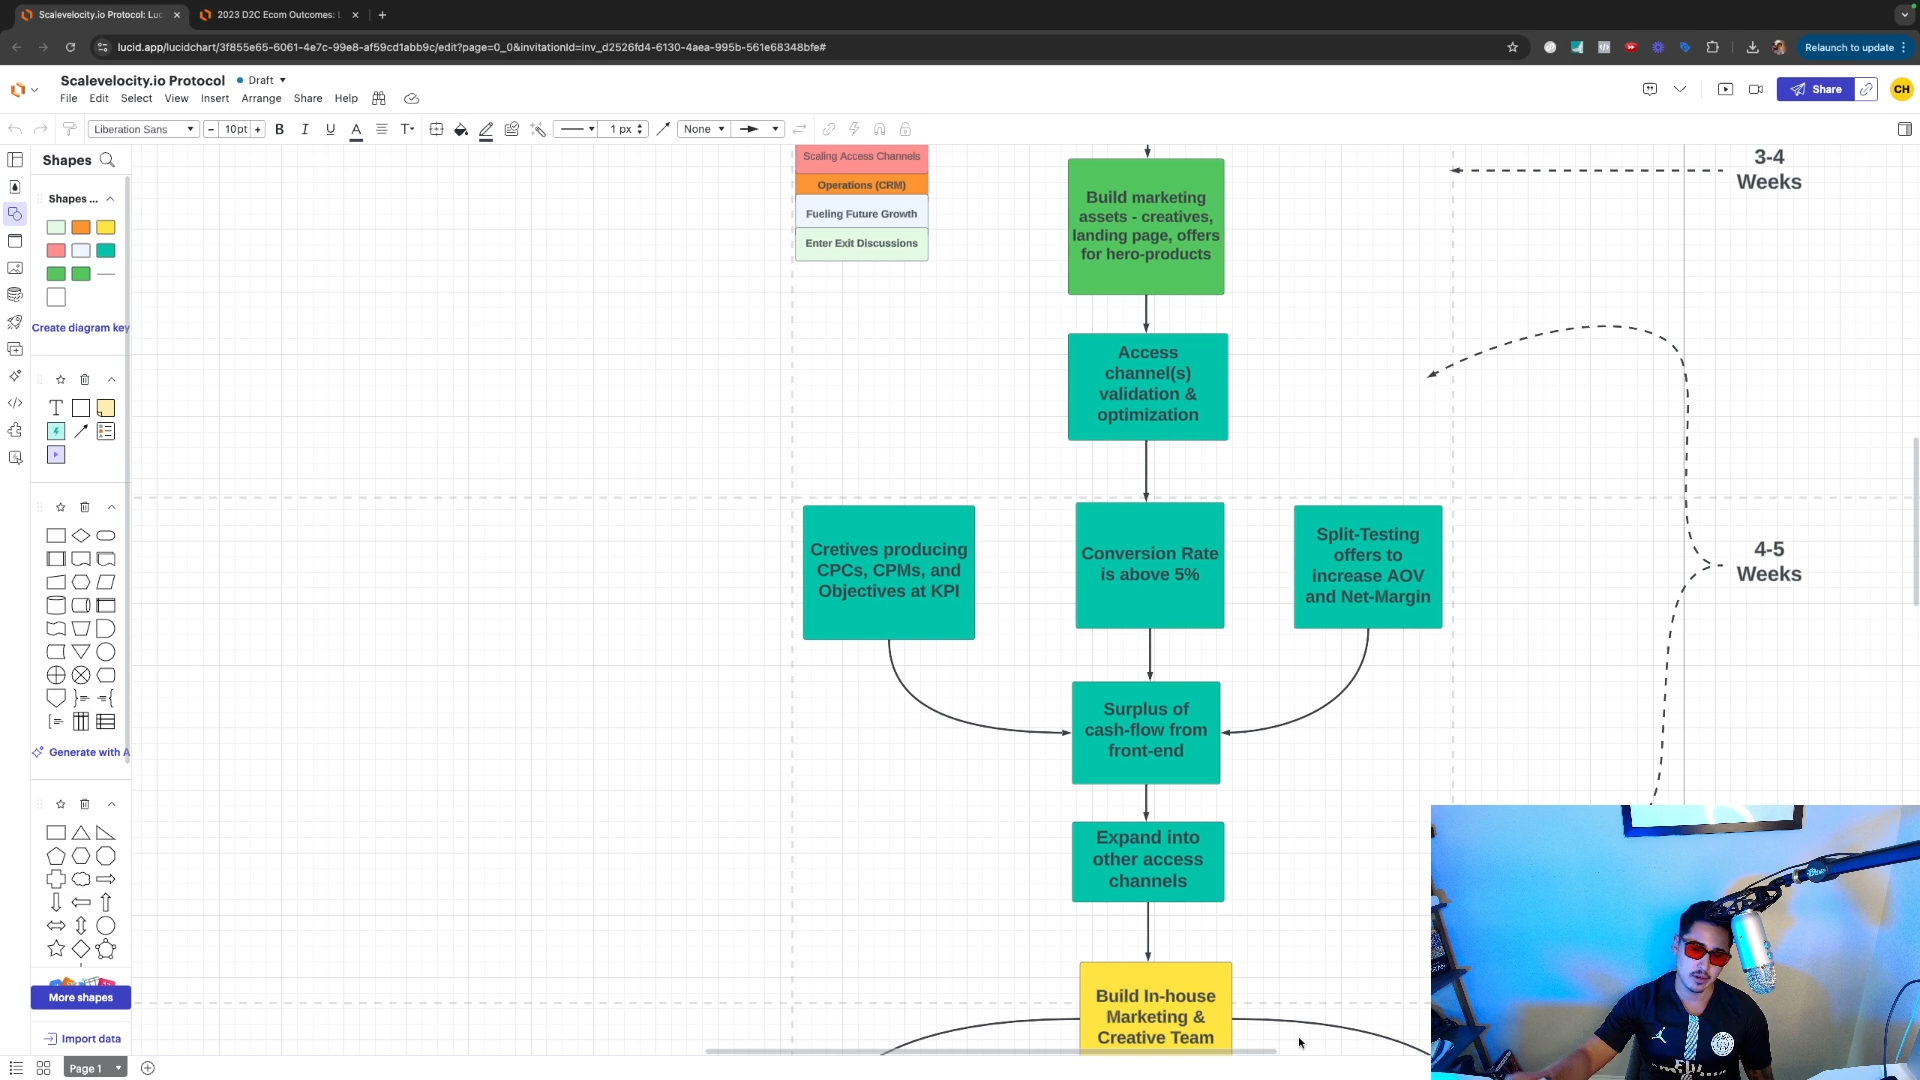 Scalevelocity.io Protocol: Luc
2023 D2C Ecom Outcomes: L
lucid.app/lucidchart/3f855e65-6061-4e7c-99e8-af59cd1abb9c/edit?page=0_0&invitationId=inv_d2526fd4-6130-4aea-995b-561e68348bfe#
Relaunch to update
Scalevelocity.io Protocol
Draft
File Edit Select View Insert Arrange Share Help
Share
CH
Liberation Sans
10pt
B I U A T
1 px
None
Shapes
Shapes ...
Create diagram key
T
Generate with A
More shapes
Import data
Page 1
Scaling Access Channels
Operations (CRM)
Fueling Future Growth
Enter Exit Discussions
Build marketing
assets - creatives,
landing page, offers
for hero-products
3-4
Weeks
Access
channel(s)
validation &
optimization
Cretives producing
CPCs, CPMs, and
Objectives at KPI
Conversion Rate
is above 5%
Split-Testing
offers to
increase AOV
and Net-Margin
4-5
Weeks
Surplus of
cash-flow from
front-end
Expand into
other access
channels
Build In-house
Marketing &
Creative Team